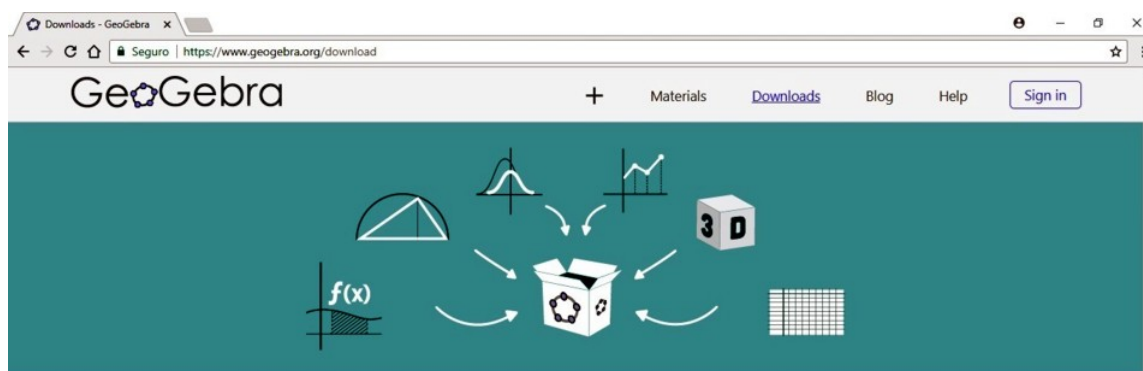 Downloads - GeoGebra
Seguro | https://www.geogebra.org/download
GeoGebra + Materials Downloads Blog Help Sign in
3 D
f(x)